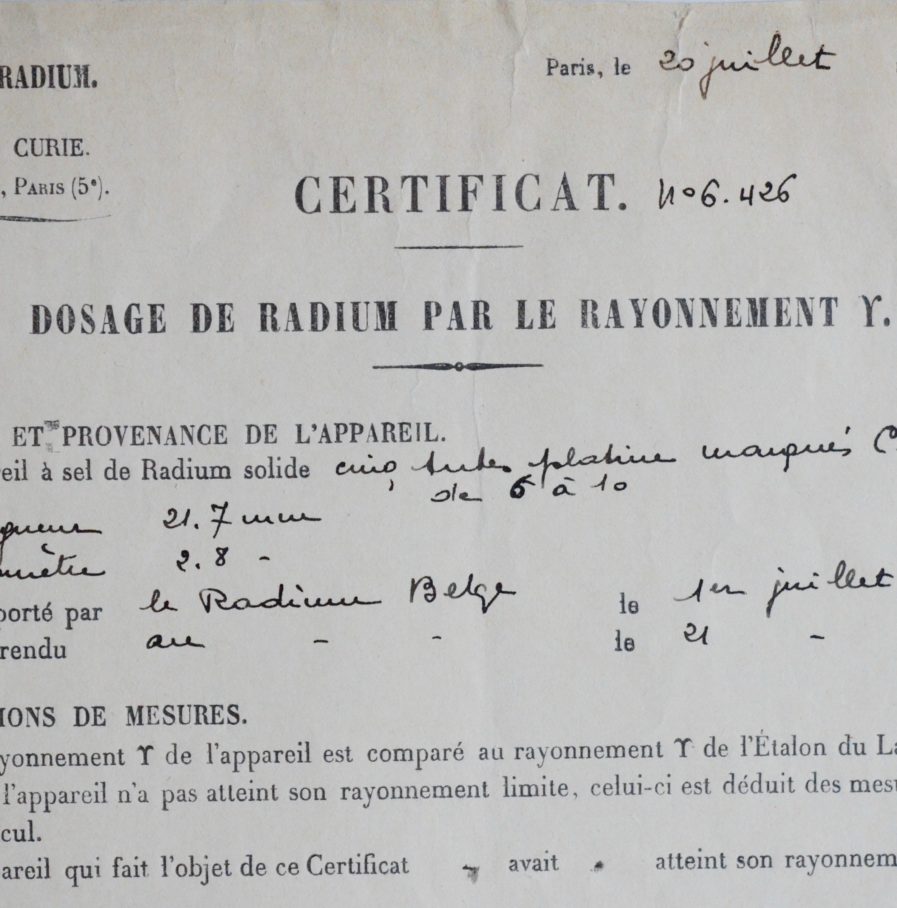 RADIUM.
Paris, le 20 juillet
CURIE.
, PARIS (5e).
CERTIFICAT. No 6.426
DOSAGE DE RADIUM PAR LE RAYONNEMENT ϒ.
ET PROVENANCE DE L'APPAREIL.
eil à sel de Radium solide cinq tubes platine marqués (
de 6 à 10
gueur 21.7 mm
mètre 2.8 -
porté par le Radium Belge le 1er juillet
rendu au - - le 21 -
IONS DE MESURES.
yonnement ϒ de l'appareil est comparé au rayonnement ϒ de l'Étalon du La
l'appareil n'a pas atteint son rayonnement limite, celui-ci est déduit des mesu
cul.
areil qui fait l'objet de ce Certificat - avait - atteint son rayonnem